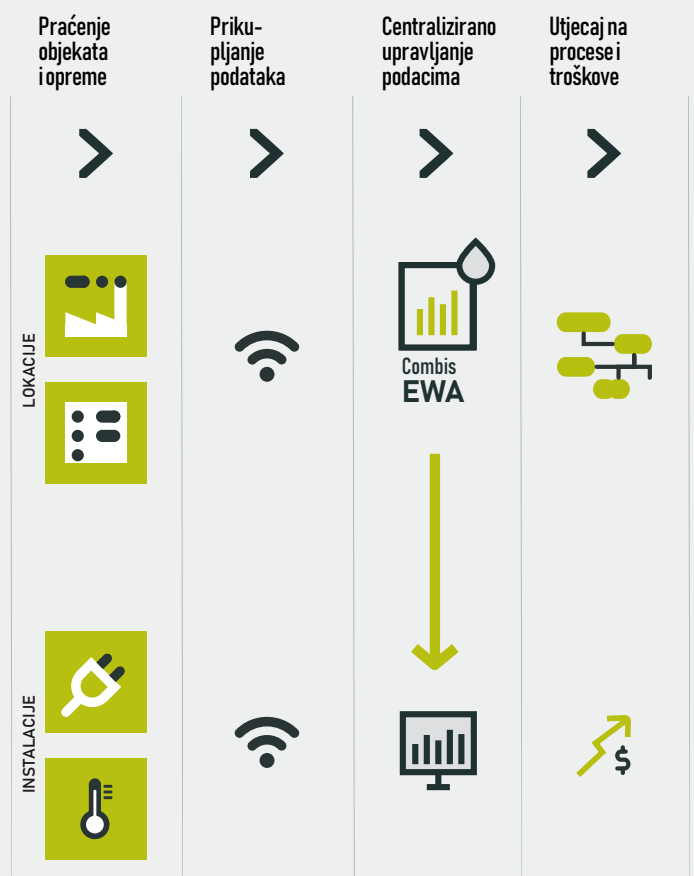 Praćenje
objekata
i opreme
Priku-
pljanje
podataka
Centralizirano
upravljanje
podacima
Utjecaj na
procese i
troškove
LOKACIJE
Combis
EWA
INSTALACIJE
$